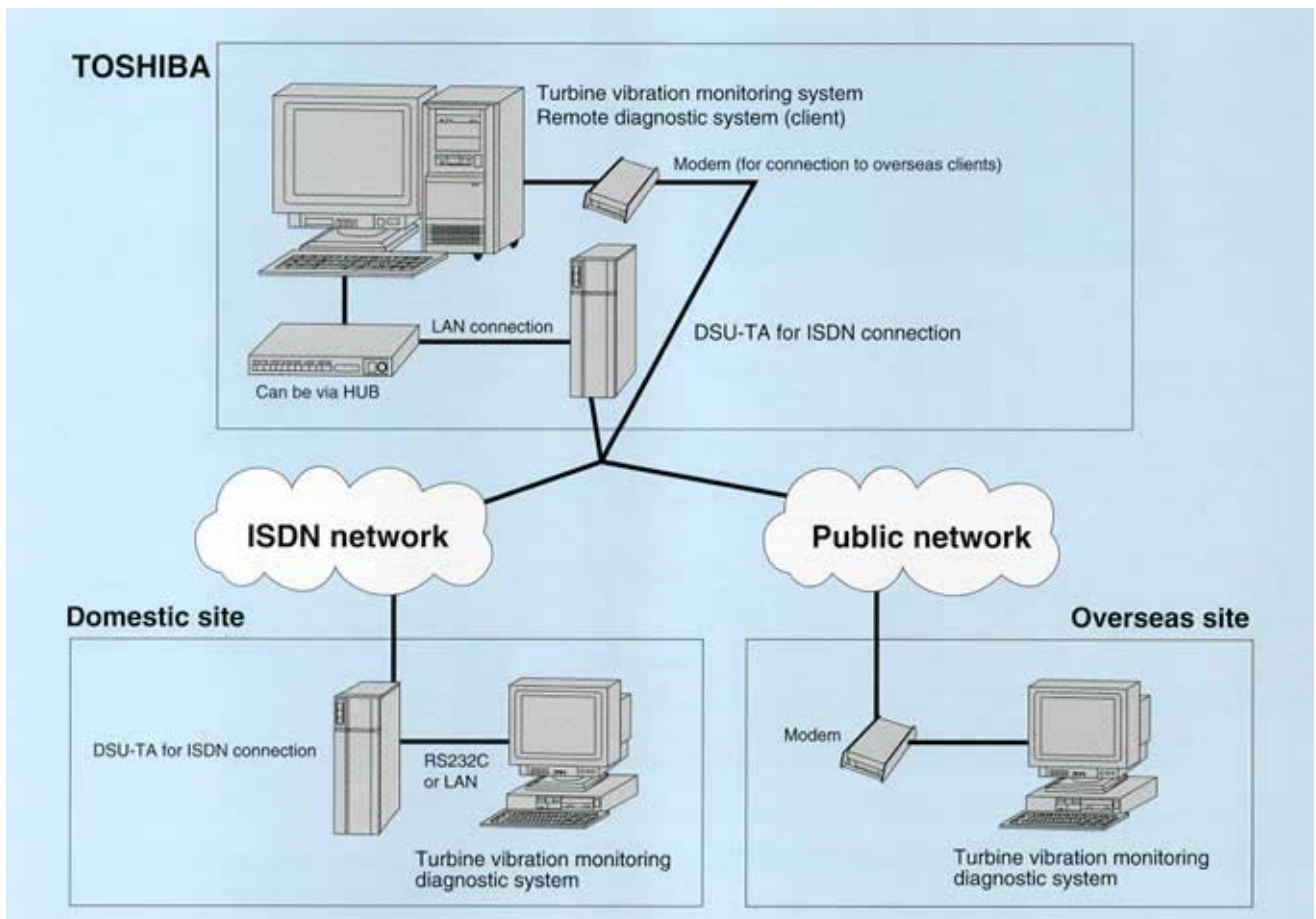 TOSHIBA
Turbine vibration monitoring system
Remote diagnostic system (client)
Modem (for connection to overseas clients)
LAN connection
DSU-TA for ISDN connection
Can be via HUB
ISDN network
Public network
Domestic site
Overseas site
DSU-TA for ISDN connection
RS232C
or LAN
Turbine vibration monitoring
diagnostic system
Modem
Turbine vibration monitoring
diagnostic system